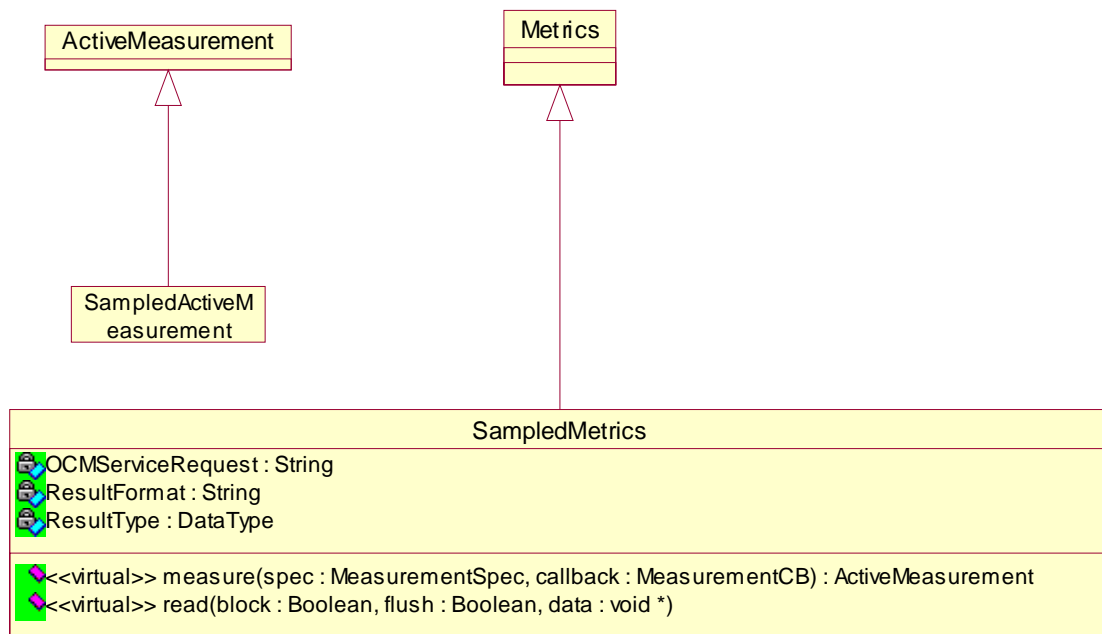 ActiveMeasurement
Metrics
SampledActiveM
easurement
SampledMetrics
OCMServiceRequest : String
ResultFormat : String
ResultType : DataType
<<virtual>> measure(spec : MeasurementSpec, callback : MeasurementCB) : ActiveMeasurement
<<virtual>> read(block : Boolean, flush : Boolean, data : void *)